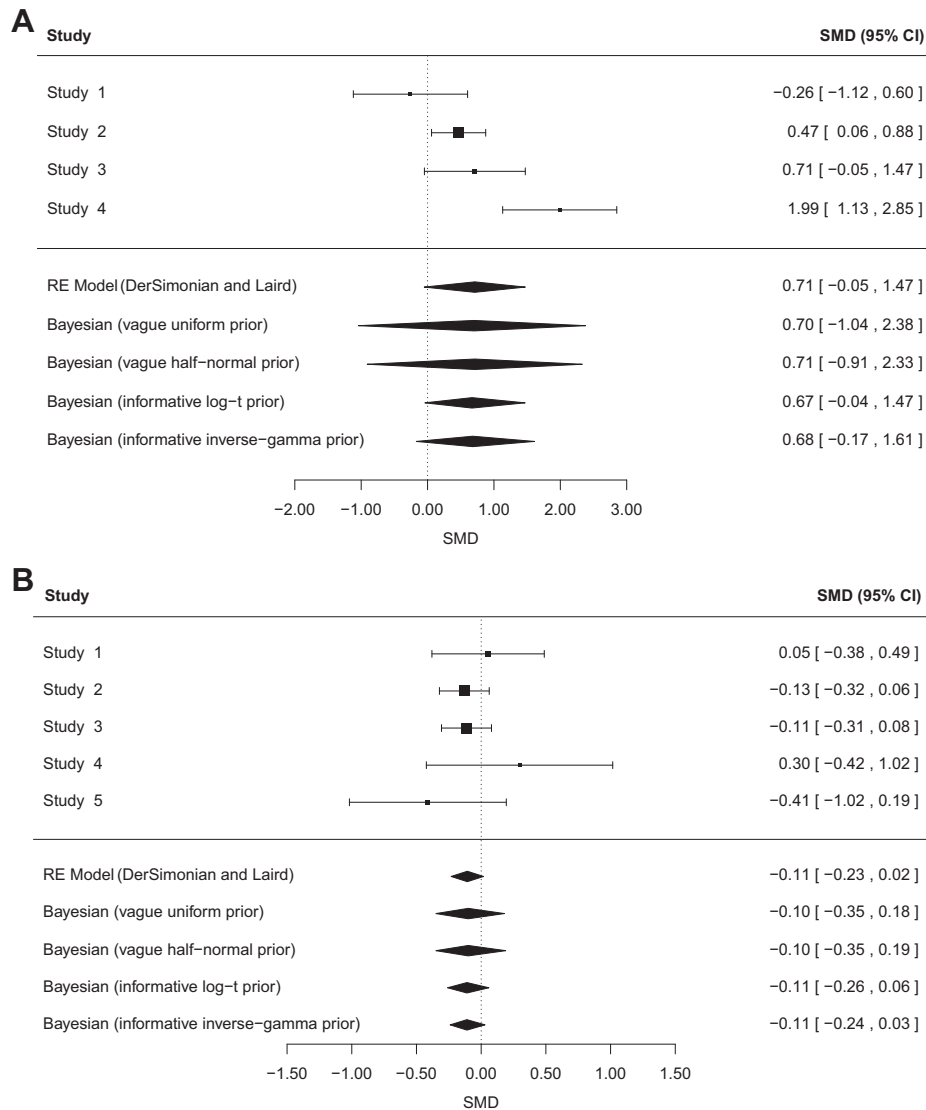 A
Study SMD (95% CI)
Study 1 −0.26 [ −1.12 , 0.60 ]
Study 2 0.47 [ 0.06 , 0.88 ]
Study 3 0.71 [ −0.05 , 1.47 ]
Study 4 1.99 [ 1.13 , 2.85 ]
RE Model (DerSimonian and Laird) 0.71 [ −0.05 , 1.47 ]
Bayesian (vague uniform prior) 0.70 [ −1.04 , 2.38 ]
Bayesian (vague half−normal prior) 0.71 [ −0.91 , 2.33 ]
Bayesian (informative log−t prior) 0.67 [ −0.04 , 1.47 ]
Bayesian (informative inverse−gamma prior) 0.68 [ −0.17 , 1.61 ]
−2.00 −1.00 0.00 1.00 2.00 3.00
SMD
B
Study SMD (95% CI)
Study 1 0.05 [ −0.38 , 0.49 ]
Study 2 −0.13 [ −0.32 , 0.06 ]
Study 3 −0.11 [ −0.31 , 0.08 ]
Study 4 0.30 [ −0.42 , 1.02 ]
Study 5 −0.41 [ −1.02 , 0.19 ]
RE Model (DerSimonian and Laird) −0.11 [ −0.23 , 0.02 ]
Bayesian (vague uniform prior) −0.10 [ −0.35 , 0.18 ]
Bayesian (vague half−normal prior) −0.10 [ −0.35 , 0.19 ]
Bayesian (informative log−t prior) −0.11 [ −0.26 , 0.06 ]
Bayesian (informative inverse−gamma prior) −0.11 [ −0.24 , 0.03 ]
−1.50 −1.00 −0.50 0.00 0.50 1.00 1.50
SMD